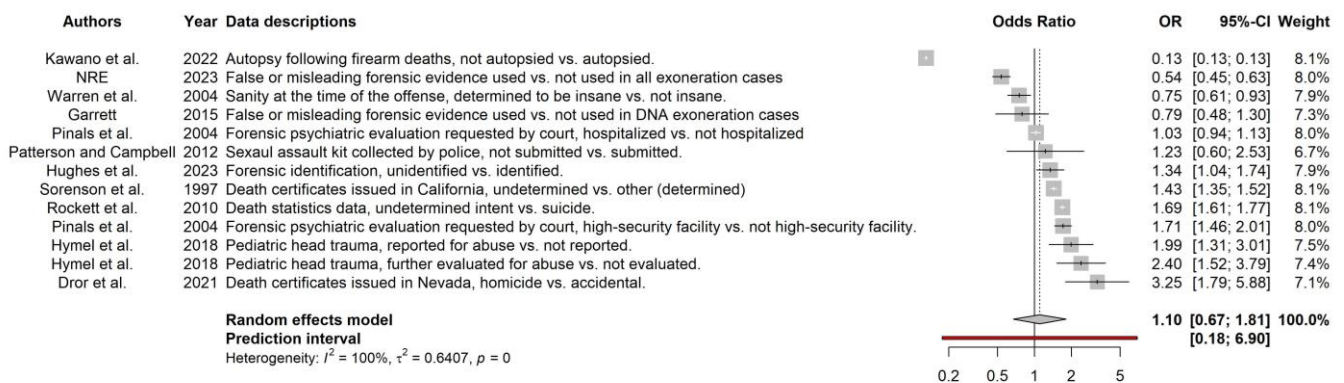 Authors Year Data descriptions Odds Ratio OR 95%-CI Weight
Kawano et al. 2022 Autopsy following firearm deaths, not autopsied vs. autopsied. 0.13 [0.13; 0.13] 8.1%
NRE 2023 False or misleading forensic evidence used vs. not used in all exoneration cases 0.54 [0.45; 0.63] 8.0%
Warren et al. 2004 Sanity at the time of the offense, determined to be insane vs. not insane. 0.75 [0.61; 0.93] 7.9%
Garrett 2015 False or misleading forensic evidence used vs. not used in DNA exoneration cases 0.79 [0.48; 1.30] 7.3%
Pinals et al. 2004 Forensic psychiatric evaluation requested by court, hospitalized vs. not hospitalized 1.03 [0.94; 1.13] 8.0%
Patterson and Campbell 2012 Sexaul assault kit collected by police, not submitted vs. submitted. 1.23 [0.60; 2.53] 6.7%
Hughes et al. 2023 Forensic identification, unidentified vs. identified. 1.34 [1.04; 1.74] 7.9%
Sorenson et al. 1997 Death certificates issued in California, undetermined vs. other (determined) 1.43 [1.35; 1.52] 8.1%
Rockett et al. 2010 Death statistics data, undetermined intent vs. suicide. 1.69 [1.61; 1.77] 8.1%
Pinals et al. 2004 Forensic psychiatric evaluation requested by court, high-security facility vs. not high-security facility. 1.71 [1.46; 2.01] 8.0%
Hymel et al. 2018 Pediatric head trauma, reported for abuse vs. not reported. 1.99 [1.31; 3.01] 7.5%
Hymel et al. 2018 Pediatric head trauma, further evaluated for abuse vs. not evaluated. 2.40 [1.52; 3.79] 7.4%
Dror et al. 2021 Death certificates issued in Nevada, homicide vs. accidental. 3.25 [1.79; 5.88] 7.1%
Random effects model 1.10 [0.67; 1.81] 100.0%
Prediction interval [0.18; 6.90]
Heterogeneity: I² = 100%, τ² = 0.6407, p = 0
0.2 0.5 1 2 5